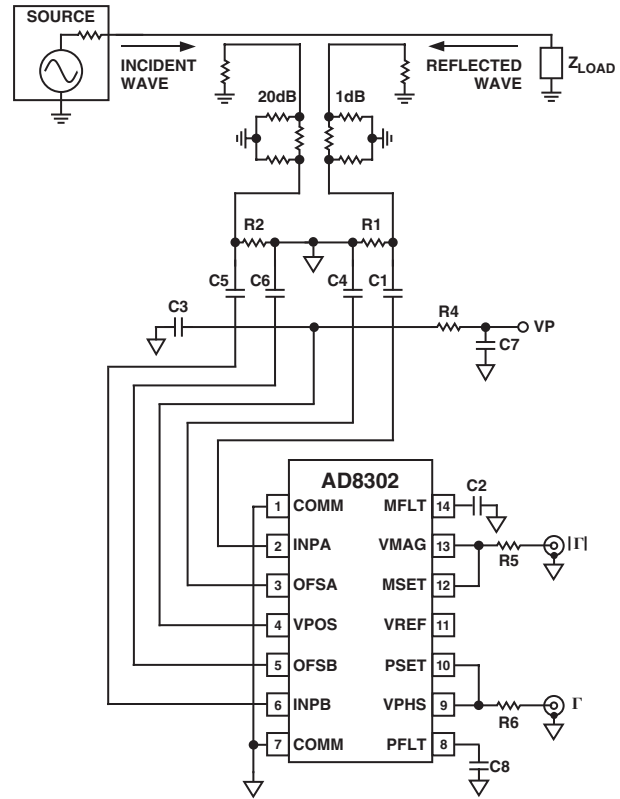 SOURCE
INCIDENT
WAVE
REFLECTED
WAVE
ZLOAD
20dB
1dB
R2
R1
C5
C6
C4
C1
C3
R4
VP
C7
AD8302
1 COMM
MFLT 14
C2
2 INPA
VMAG 13
R5
|Γ|
3 OFSA
MSET 12
4 VPOS
VREF 11
5 OFSB
PSET 10
6 INPB
VPHS 9
R6
Γ
7 COMM
PFLT 8
C8